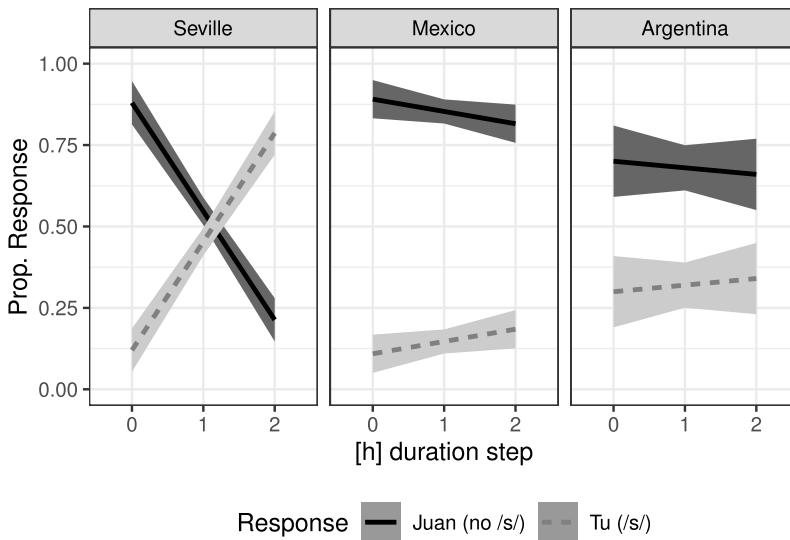 Seville Mexico Argentina
1.00
0.75
0.50
0.25
0.00
Prop. Response
0 1 2 0 1 2 0 1 2
[h] duration step
Response Juan (no /s/) Tu (/s/)